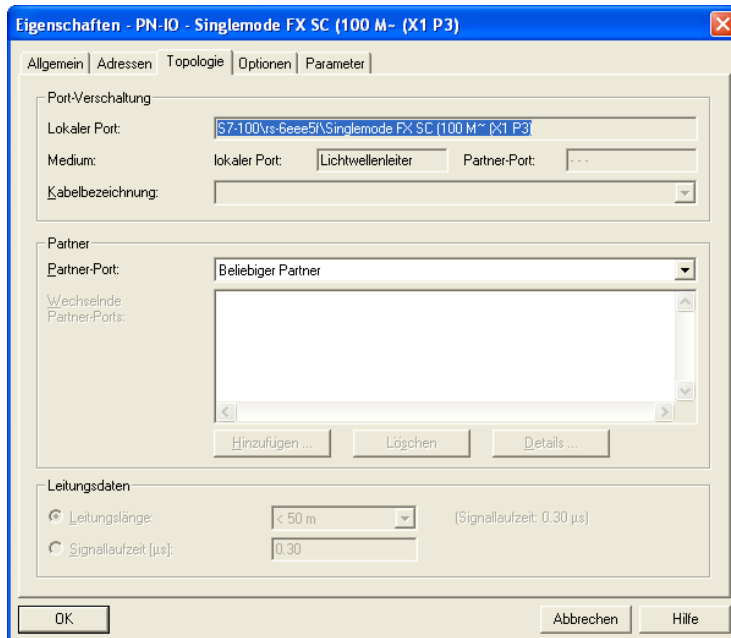 Eigenschaften - PN-IO - Singlemode FX SC (100 M~ (X1 P3)
Allgemein Adressen Topologie Optionen Parameter
Port-Verschaltung
Lokaler Port: S7-100\rs-6eee5f\Singlemode FX SC (100 M~ (X1 P3)
Medium: lokaler Port: Lichtwellenleiter Partner-Port: - - -
Kabelbezeichnung:
Partner
Partner-Port: Beliebiger Partner
Wechselnde
Partner-Ports:
Hinzufügen ... Löschen Details ...
Leitungsdaten
Leitungslänge: < 50 m (Signallaufzeit: 0.30 µs)
Signallaufzeit [µs]: 0.30
OK Abbrechen Hilfe